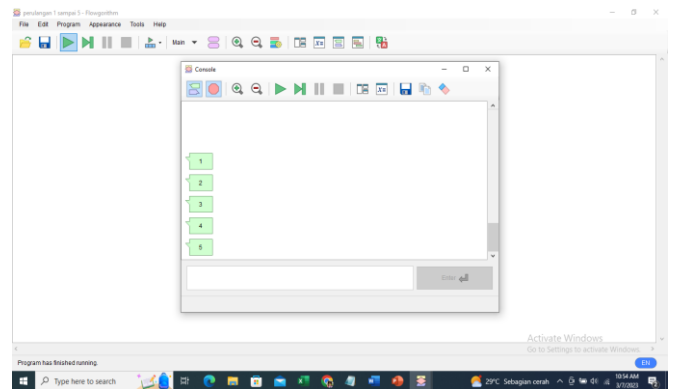 perulangan 1 sampai 5 - Flowgorithm
File Edit Program Appearance Tools Help
Main
Console
1
2
3
4
5
Enter
Activate Windows
Go to Settings to activate Windows.
Program has finished running.
EN
Type here to search
29°C Sebagian cerah
10:54 AM
3/7/2023